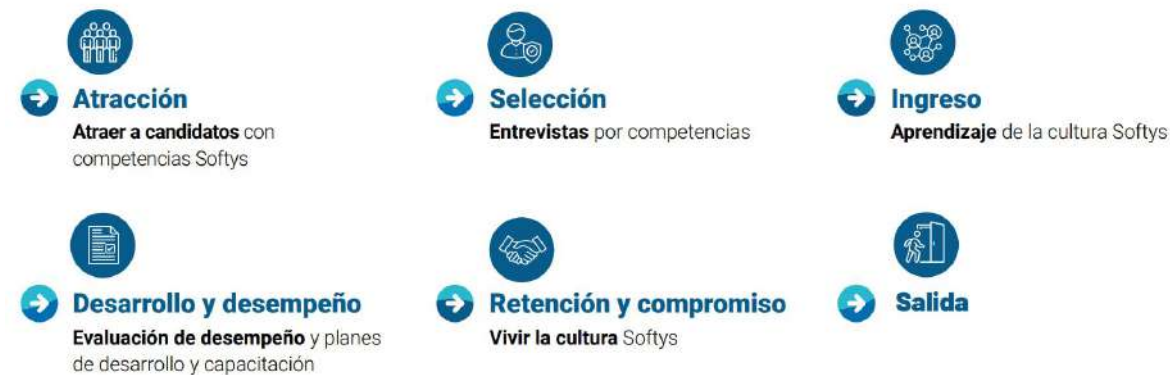 Atracción
Atraer a candidatos con
competencias Softys
Selección
Entrevistas por competencias
Ingreso
Aprendizaje de la cultura Softys
Desarrollo y desempeño
Evaluación de desempeño y planes
de desarrollo y capacitación
Retención y compromiso
Vivir la cultura Softys
Salida